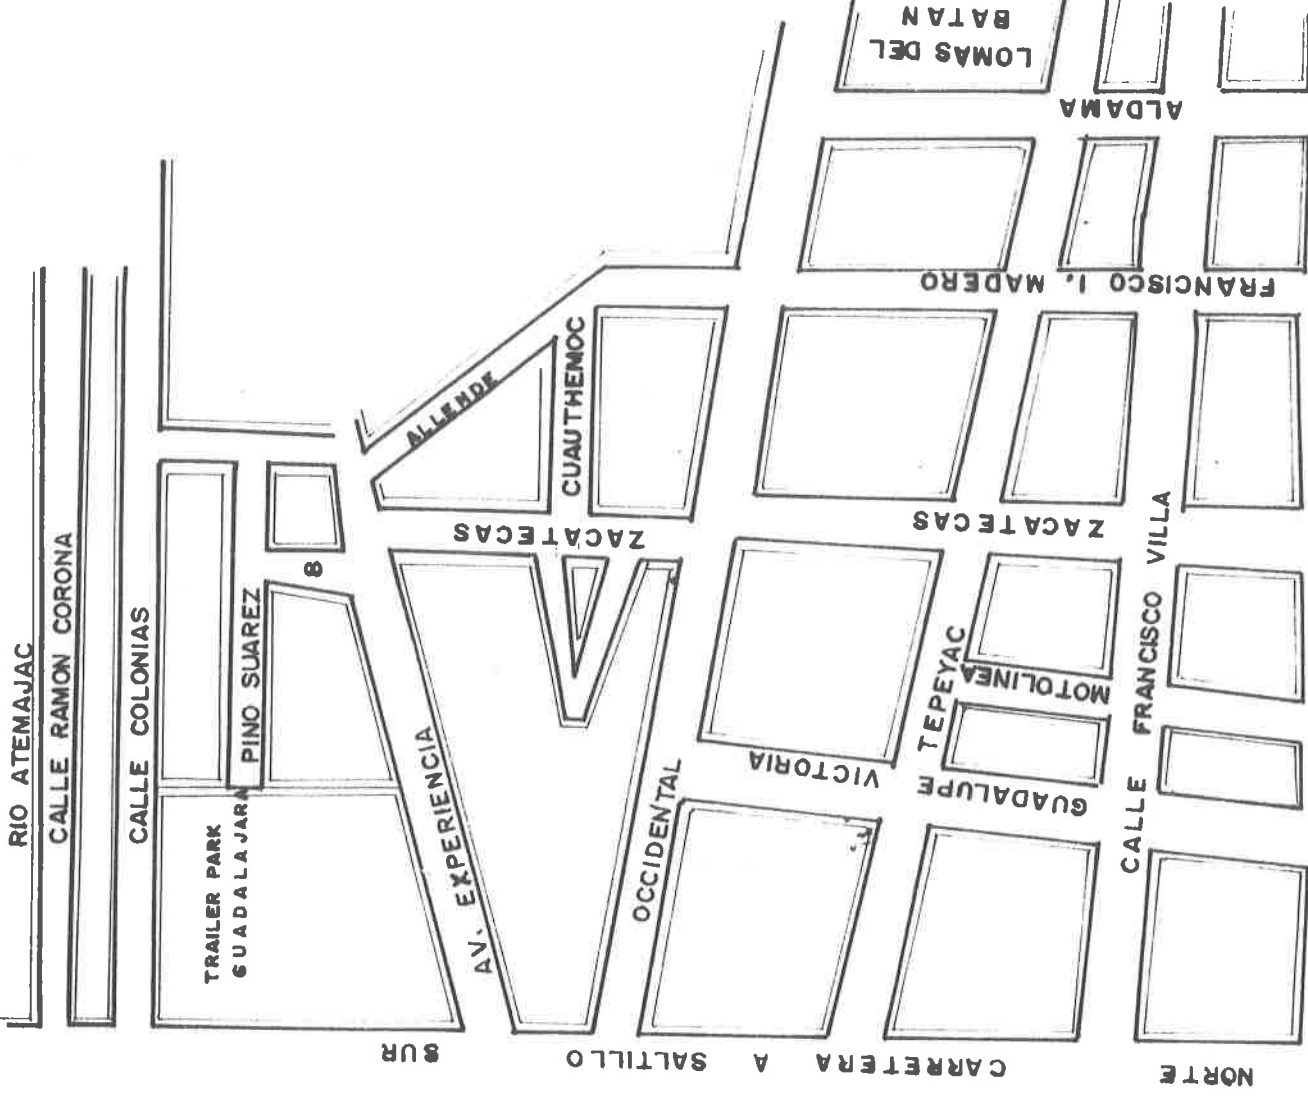 LOMAS DEL
BATAN
ALDAMA
FRANCISCO I. MADERO
ALLENDE
CUAUTHEMOC
ZACATECAS
ZACATECAS
CALLE FRANCISCO VILLA
8
RIO ATEMAJAC
CALLE RAMON CORONA
CALLE COLONIAS
PINO SUAREZ
TEPEYAC
MOTOLINEA
AV. EXPERIENCIA
OCCIDENTAL
VICTORIA
GUADALUPE
TRAILER PARK
GUADALAJARA
SUR
CARRETERA A SALTILLO
NORTE